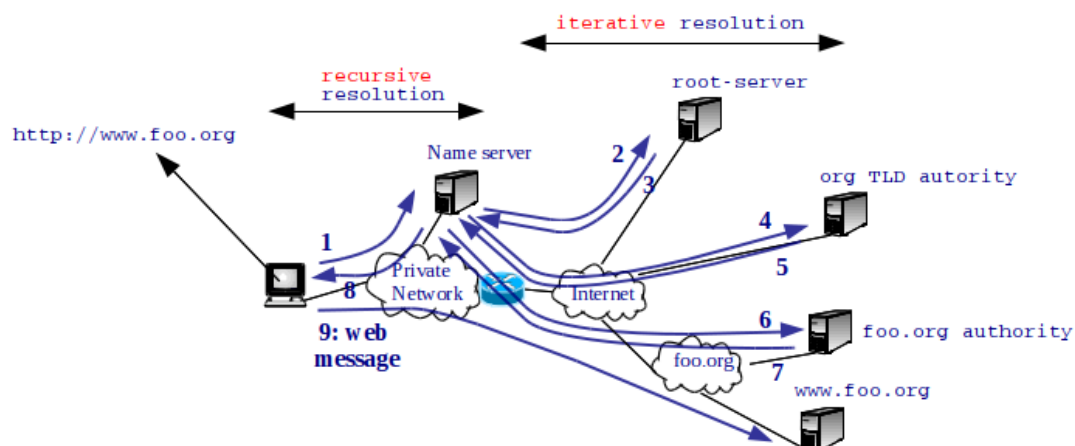 iterative resolution
recursive
resolution
root-server
http://www.foo.org
Name server
2
3
org TLD autority
1
4
5
Private
Network
8
Internet
6
9: web
message
foo.org authority
foo.org
7
www.foo.org